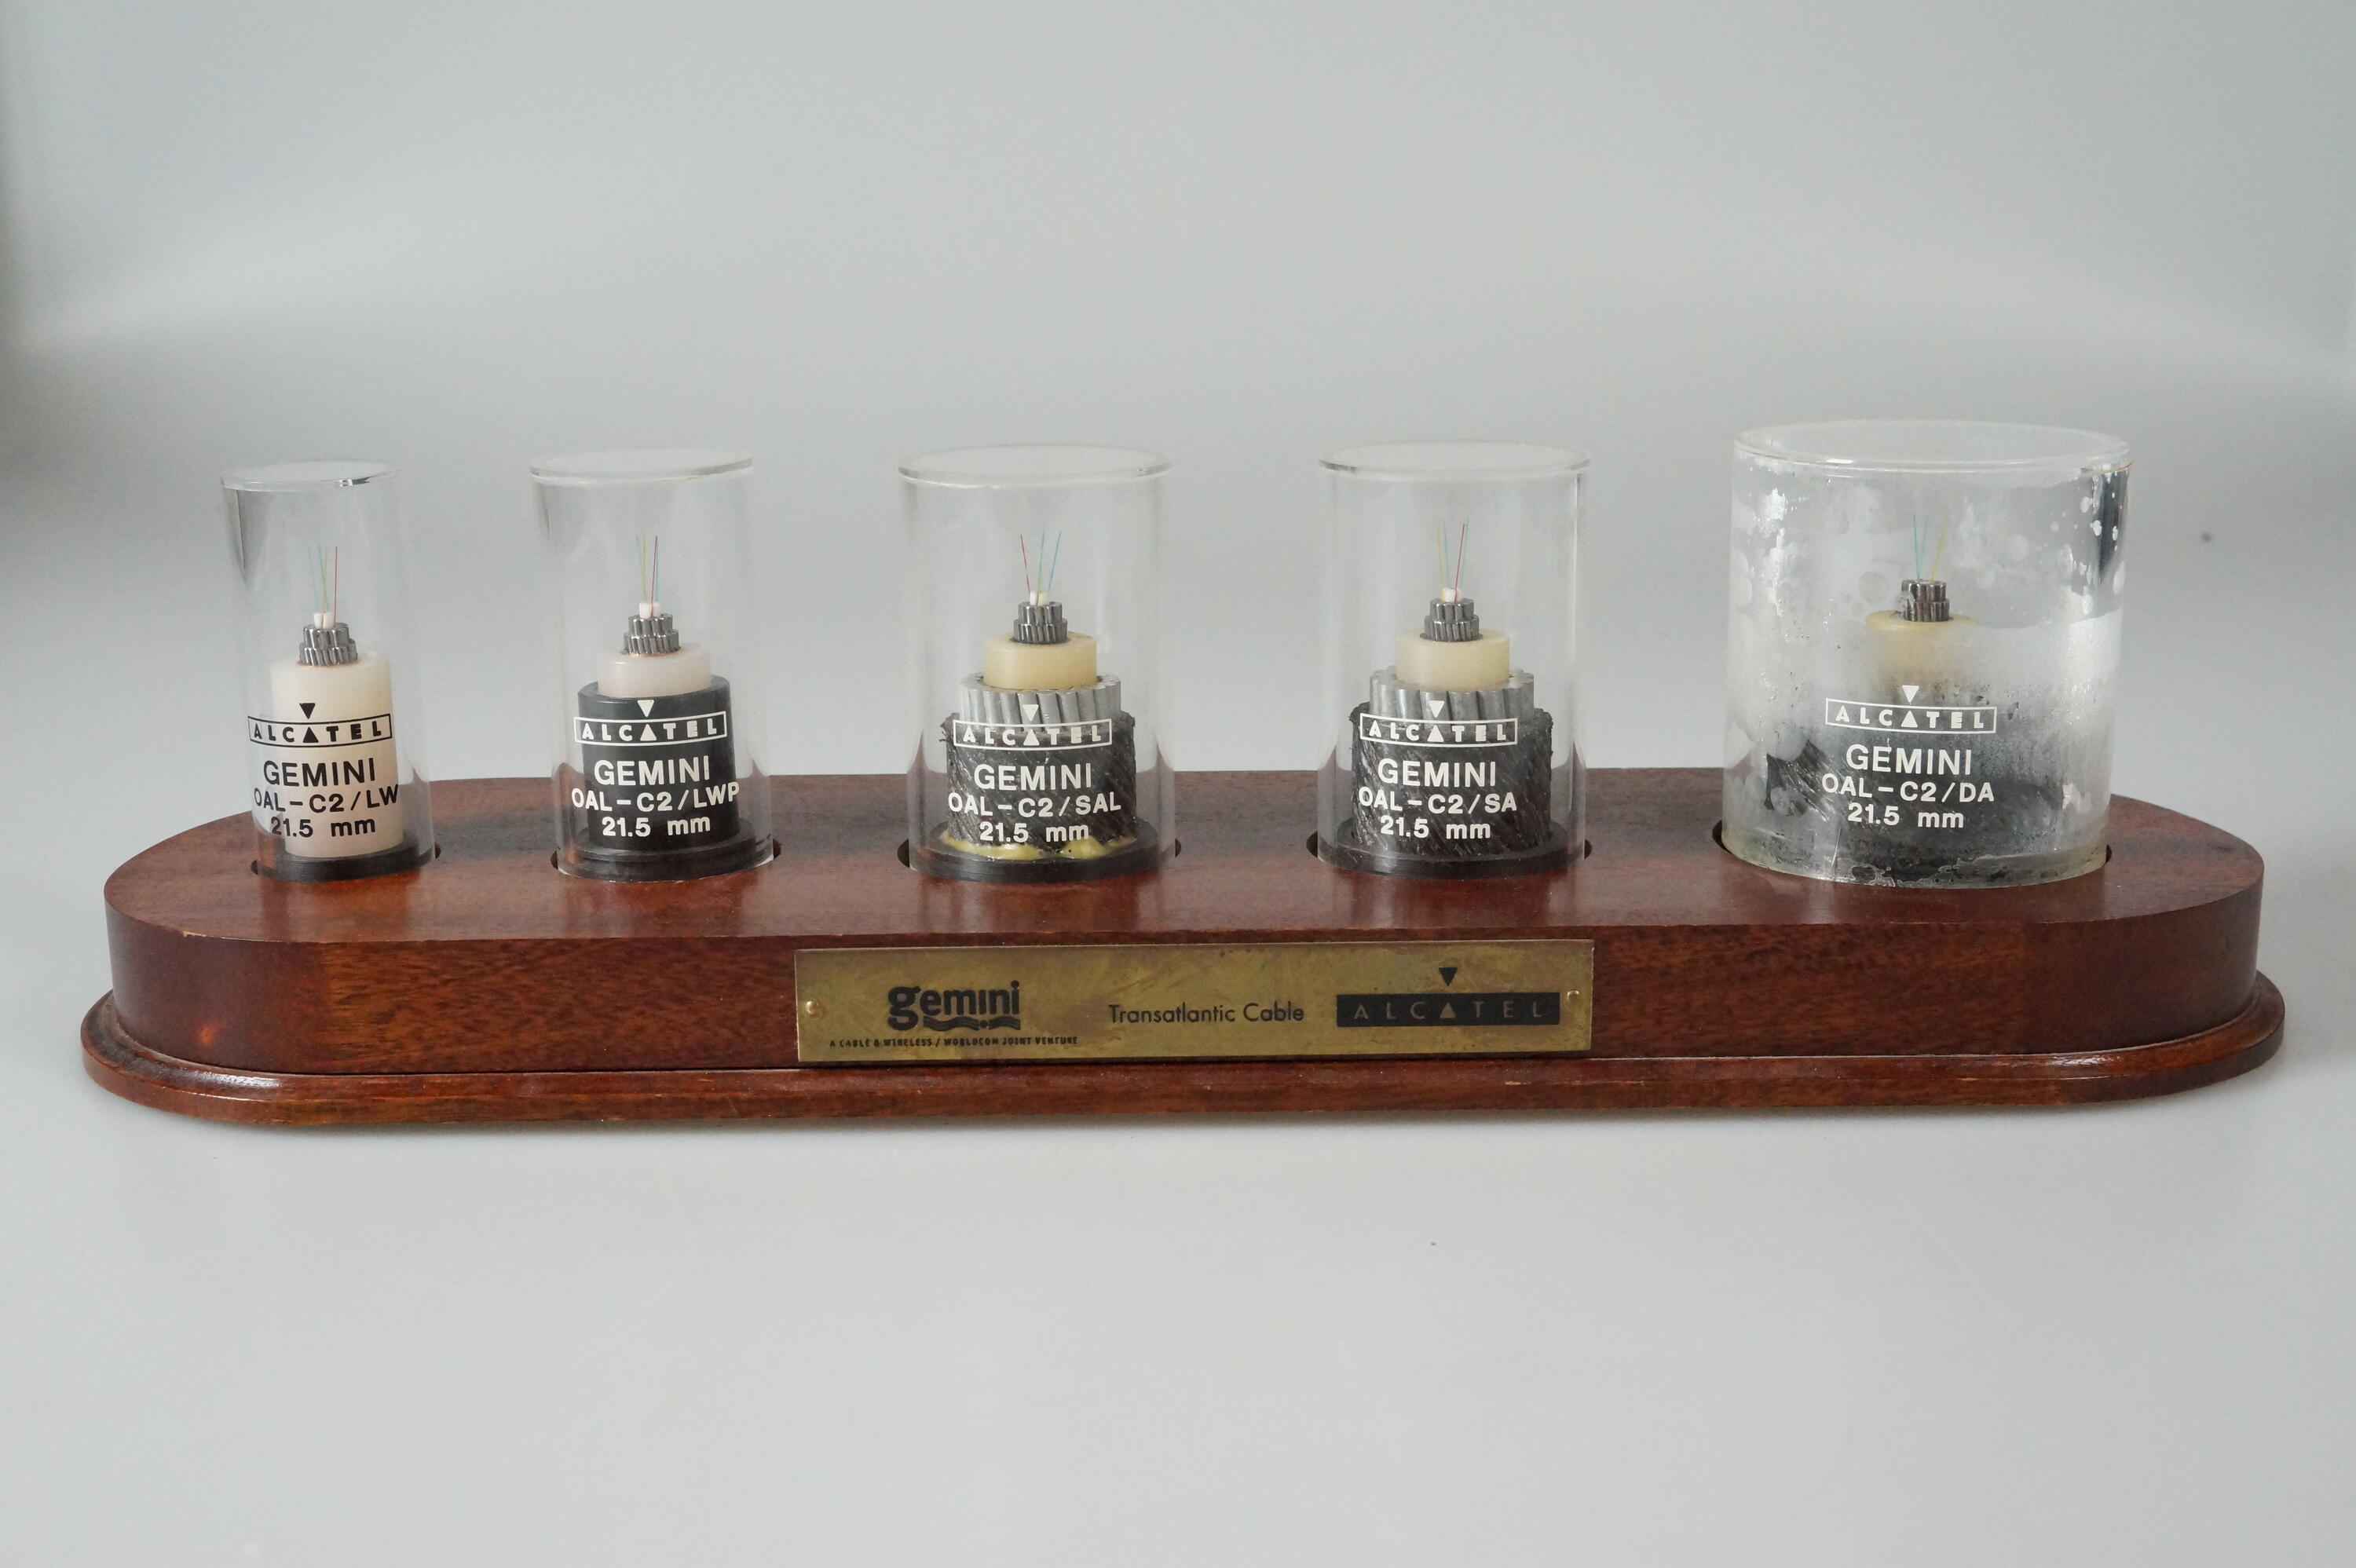 ALCATEL
GEMINI
OAL-C2/LW
21.5 mm
ALCATEL
GEMINI
OAL-C2/LWP
21.5 mm
ALCATEL
GEMINI
OAL-C2/SAL
21.5 mm
ALCATEL
GEMINI
OAL-C2/SA
21.5 mm
ALCATEL
GEMINI
OAL-C2/DA
21.5 mm
gemini
A CABLE & WIRELESS / WORLDCOM JOINT VENTURE
Transatlantic Cable
ALCATEL